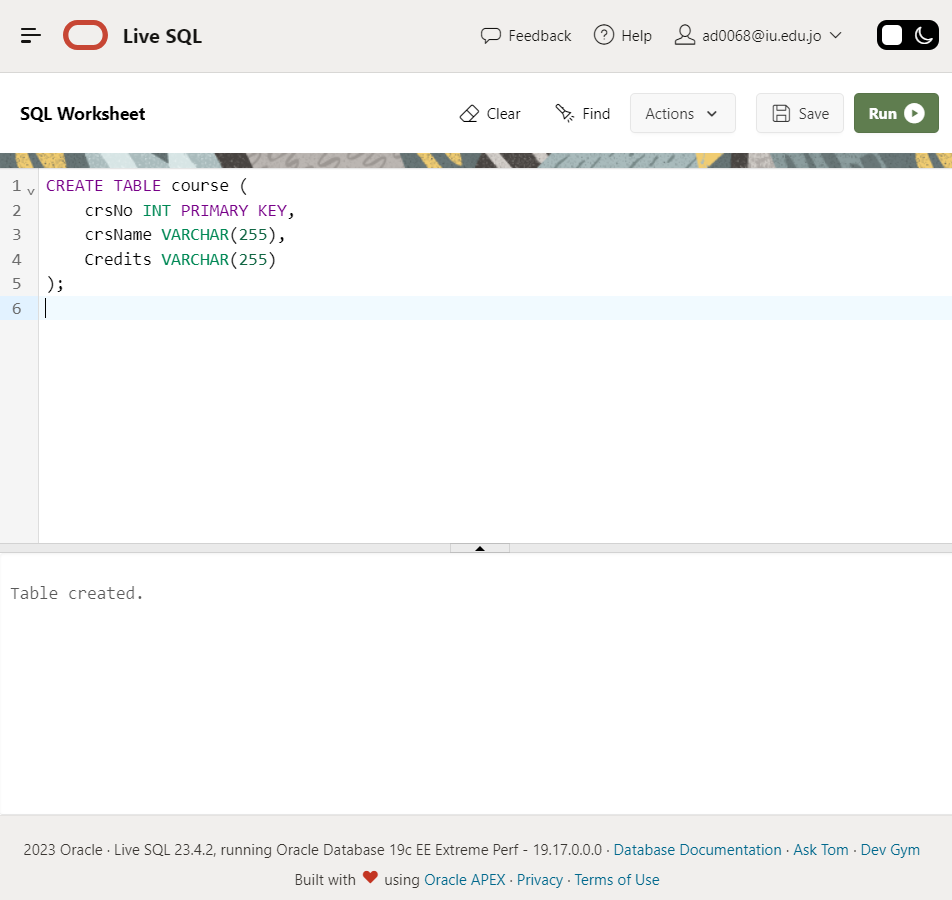 Live SQL Feedback Help ad0068@iu.edu.jo
SQL Worksheet Clear Find Actions Save Run
1 CREATE TABLE course (
2 crsNo INT PRIMARY KEY,
3 crsName VARCHAR(255),
4 Credits VARCHAR(255)
5 );
6
Table created.
2023 Oracle · Live SQL 23.4.2, running Oracle Database 19c EE Extreme Perf - 19.17.0.0.0 · Database Documentation · Ask Tom · Dev Gym
Built with ❤ using Oracle APEX · Privacy · Terms of Use